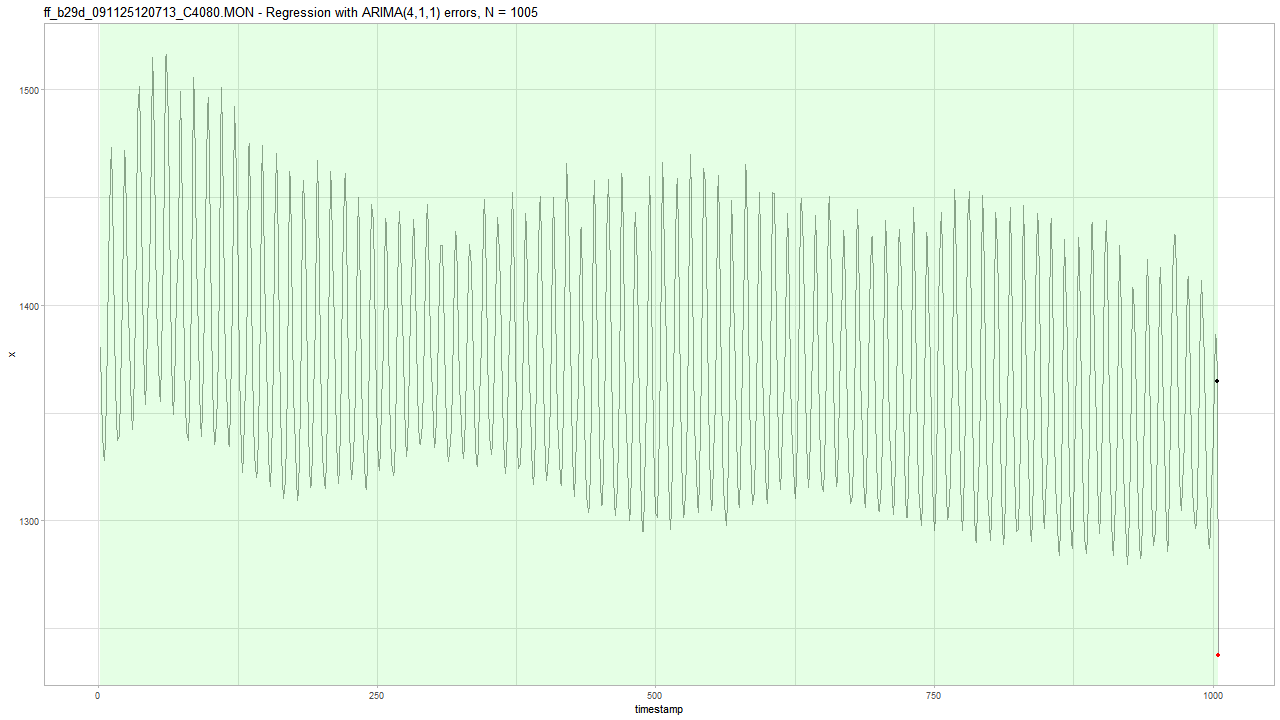 ff_b29d_091125120713_C4080.MON - Regression with ARIMA(4,1,1) errors, N = 1005
1500
1400
x
1300
0 250 500 750 1000
timestamp